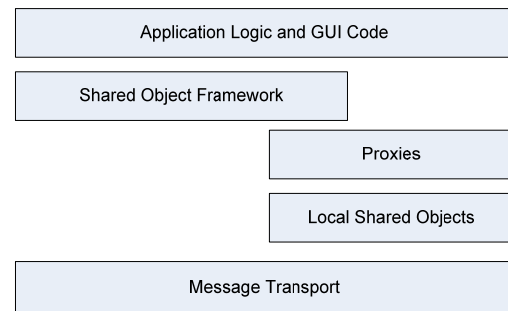 Application Logic and GUI Code
Shared Object Framework
Proxies
Local Shared Objects
Message Transport